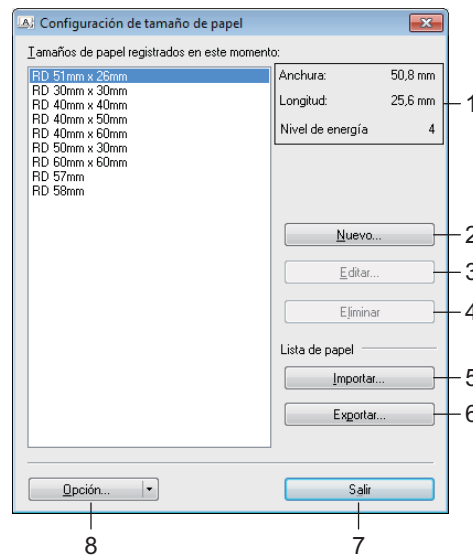 Configuración de tamaño de papel
Tamaños de papel registrados en este momento:
RD 51mm x 26mm
RD 30mm x 30mm
RD 40mm x 40mm
RD 40mm x 50mm
RD 40mm x 60mm
RD 50mm x 30mm
RD 60mm x 60mm
RD 57mm
RD 58mm
Anchura: 50,8 mm
Longitud: 25,6 mm
Nivel de energía 4
1
Nuevo... 2
Editar... 3
Eliminar 4
Lista de papel
Importar... 5
Exportar... 6
Opción... Salir
8 7